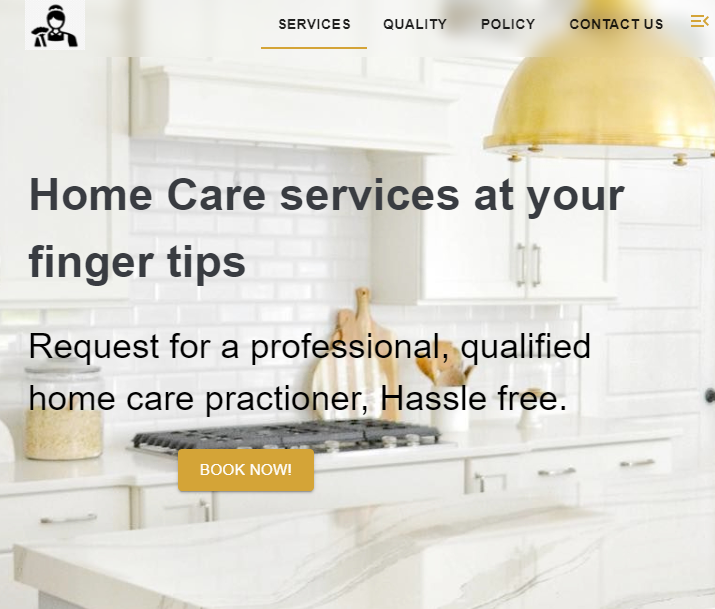 SERVICES QUALITY POLICY CONTACT US
Home Care services at your
finger tips
Request for a professional, qualified
home care practioner, Hassle free.
BOOK NOW!